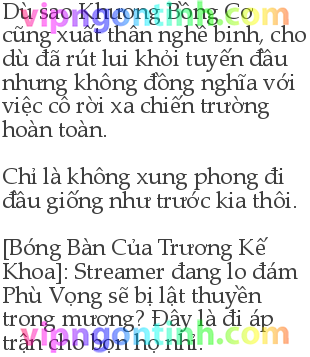 Dù sao Khương Bồng Cơ
cũng xuất thân nghề binh, cho
dù đã rút lui khỏi tuyến đầu
nhưng không đồng nghĩa với
việc cô rời xa chiến trường
hoàn toàn.

Chỉ là không xung phong đi
đầu giống như trước kia thôi.

[Bóng Bàn Của Trương Kế
Khoa]: Streamer đang lo đám
Phù Vọng sẽ bị lật thuyền
trong mương? Đây là đi áp
trận cho bọn họ nhỉ.
vipngontinh.com
vipngontinh.com